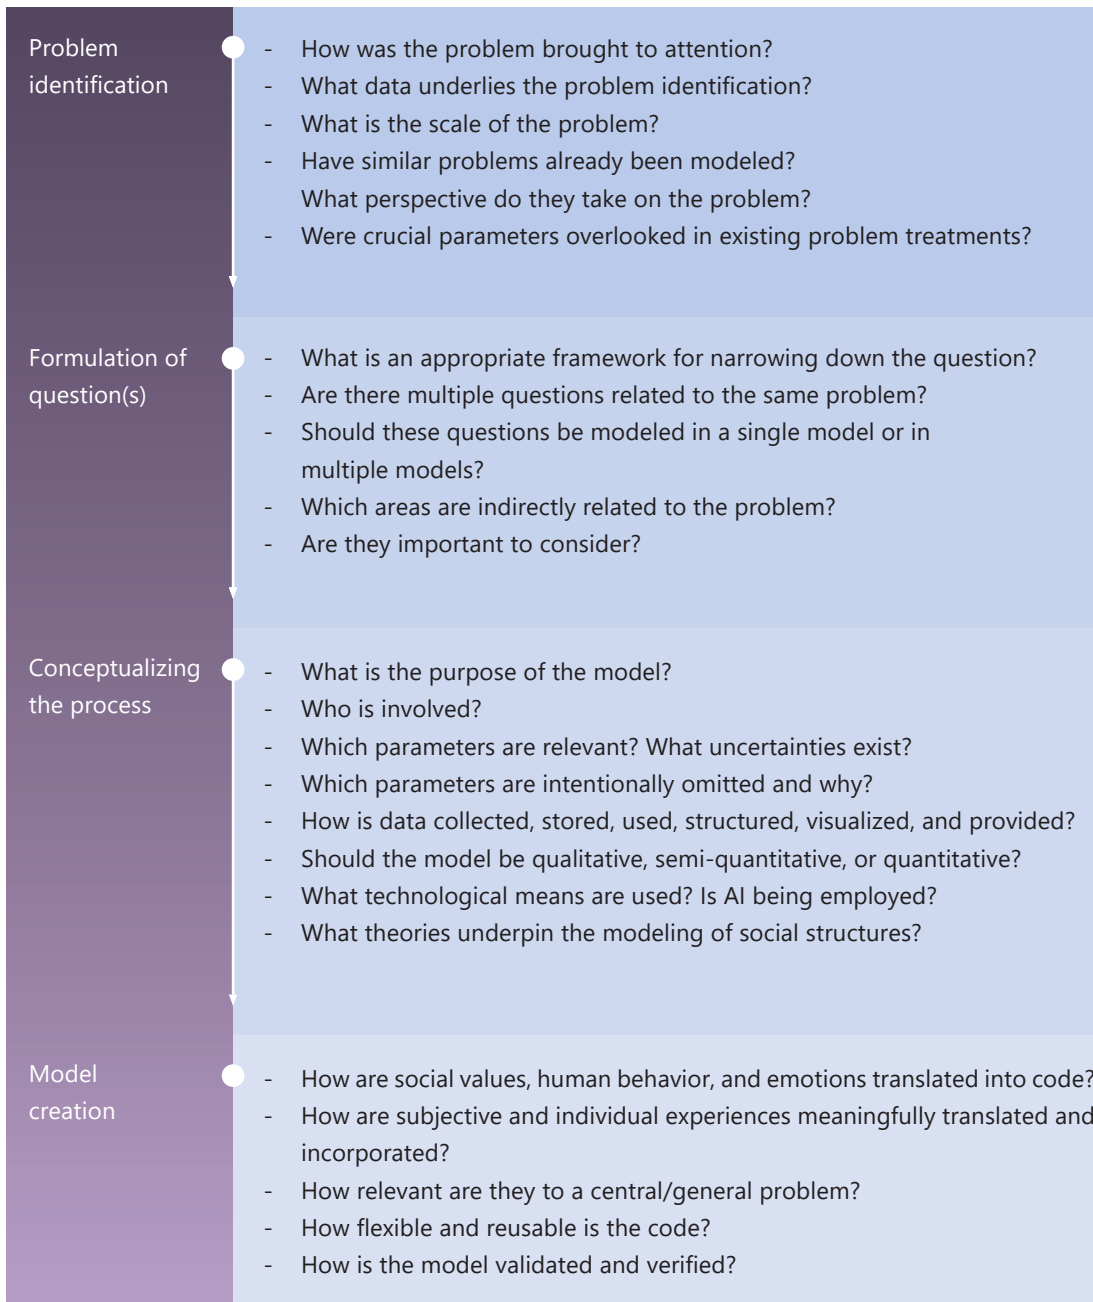 Problem
identification
- How was the problem brought to attention?
- What data underlies the problem identification?
- What is the scale of the problem?
- Have similar problems already been modeled?
What perspective do they take on the problem?
- Were crucial parameters overlooked in existing problem treatments?
Formulation of
question(s)
- What is an appropriate framework for narrowing down the question?
- Are there multiple questions related to the same problem?
- Should these questions be modeled in a single model or in
multiple models?
- Which areas are indirectly related to the problem?
- Are they important to consider?
Conceptualizing
the process
- What is the purpose of the model?
- Who is involved?
- Which parameters are relevant? What uncertainties exist?
- Which parameters are intentionally omitted and why?
- How is data collected, stored, used, structured, visualized, and provided?
- Should the model be qualitative, semi-quantitative, or quantitative?
- What technological means are used? Is AI being employed?
- What theories underpin the modeling of social structures?
Model
creation
- How are social values, human behavior, and emotions translated into code?
- How are subjective and individual experiences meaningfully translated and
incorporated?
- How relevant are they to a central/general problem?
- How flexible and reusable is the code?
- How is the model validated and verified?